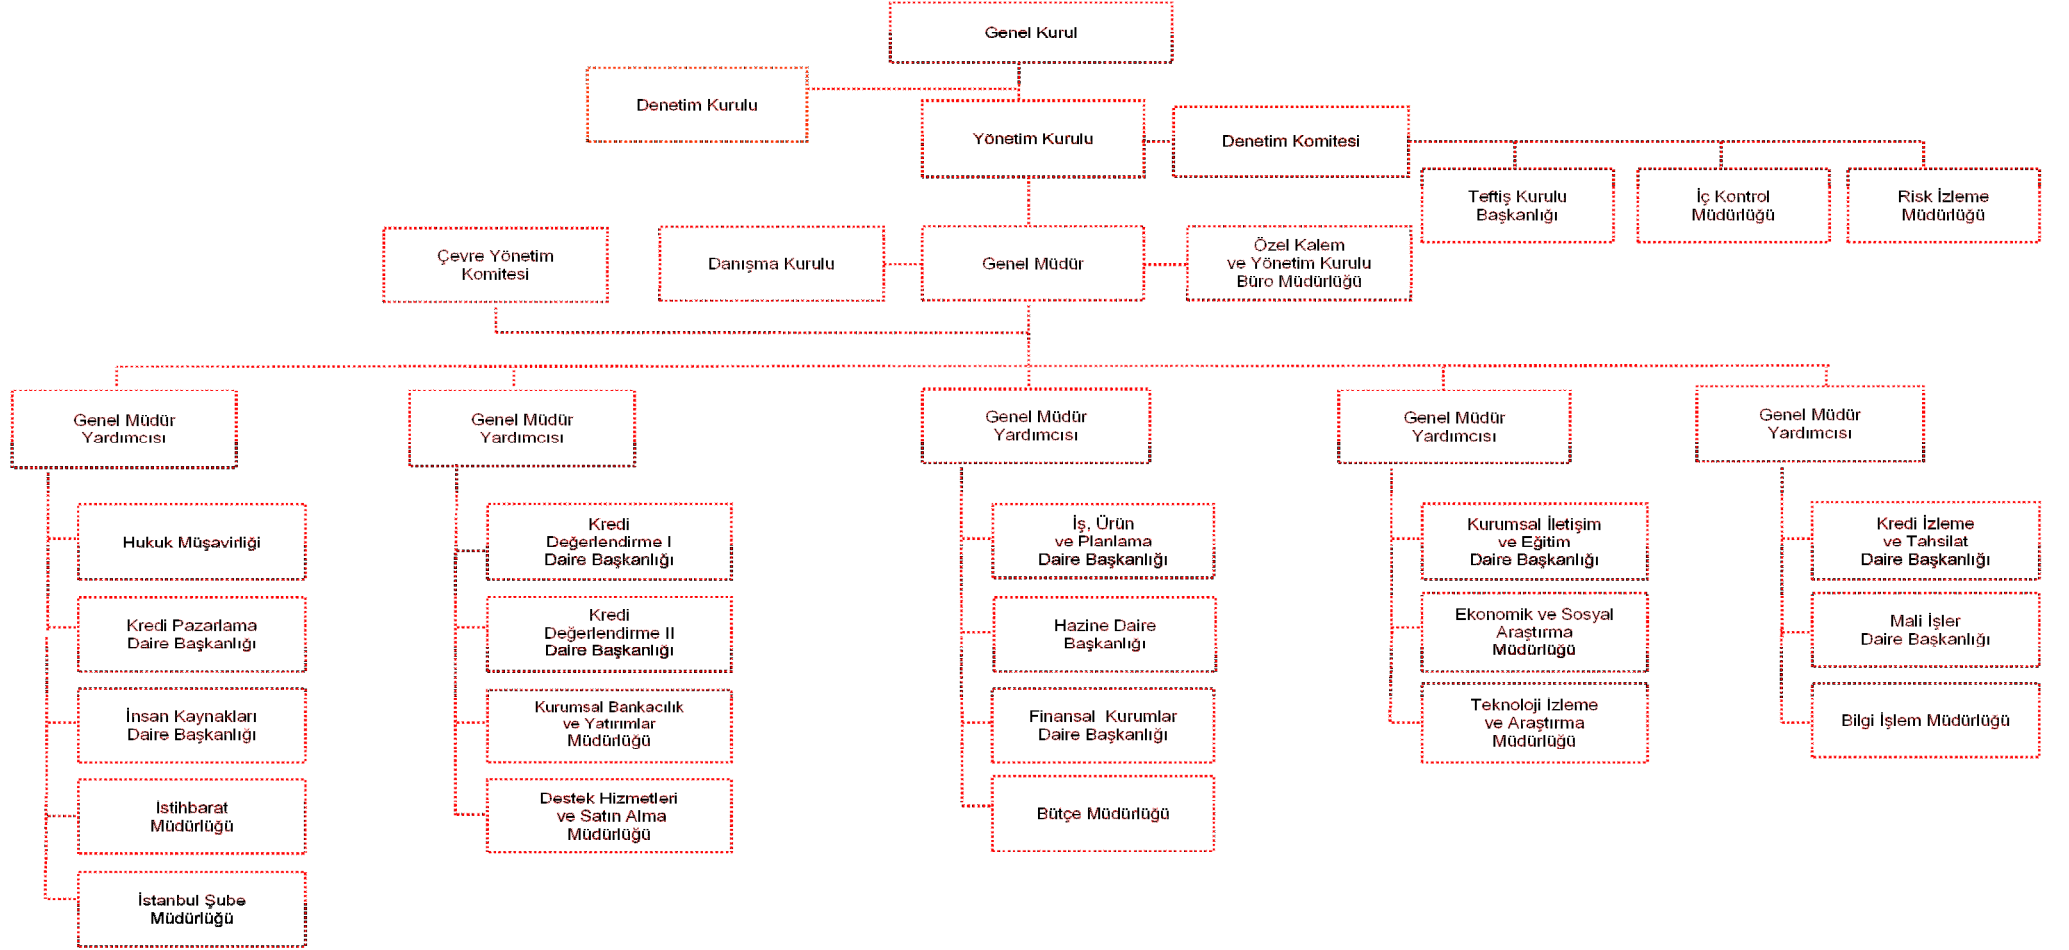 Genel Kurul
Denetim Kurulu
Yönetim Kurulu
Denetim Komitesi
Teftiş Kurulu
Başkanlığı
İç Kontrol
Müdürlüğü
Risk İzleme
Müdürlüğü
Çevre Yönetim
Komitesi
Danışma Kurulu
Genel Müdür
Özel Kalem
ve Yönetim Kurulu
Büro Müdürlüğü
Genel Müdür
Yardımcısı
Genel Müdür
Yardımcısı
Genel Müdür
Yardımcısı
Genel Müdür
Yardımcısı
Genel Müdür
Yardımcısı
Hukuk Müşavirliği
Kredi Pazarlama
Daire Başkanlığı
İnsan Kaynakları
Daire Başkanlığı
İstihbarat
Müdürlüğü
İstanbul Şube
Müdürlüğü
Kredi
Değerlendirme I
Daire Başkanlığı
Kredi
Değerlendirme II
Daire Başkanlığı
Kurumsal Bankacılık
ve Yatırımlar
Müdürlüğü
Destek Hizmetleri
ve Satın Alma
Müdürlüğü
İş, Ürün
ve Planlama
Daire Başkanlığı
Hazine Daire
Başkanlığı
Finansal Kurumlar
Daire Başkanlığı
Bütçe Müdürlüğü
Kurumsal İletişim
ve Eğitim
Daire Başkanlığı
Ekonomik ve Sosyal
Araştırma
Müdürlüğü
Teknoloji İzleme
ve Araştırma
Müdürlüğü
Kredi İzleme
ve Tahsilat
Daire Başkanlığı
Mali İşler
Daire Başkanlığı
Bilgi İşlem Müdürlüğü